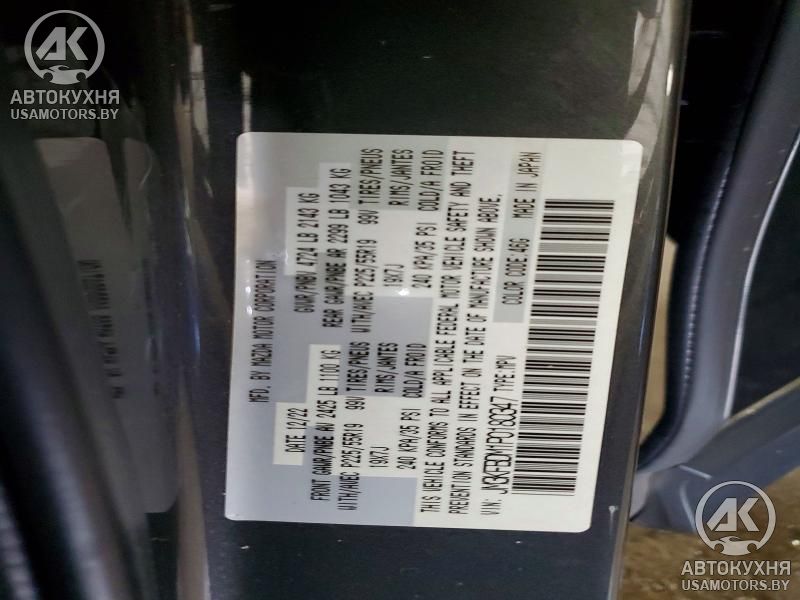 AK
АВТОКУХНЯ
USAMOTORS.BY
MFD. BY MAZDA MOTOR CORPORATION
DATE 12/22 GVWR/PNBV 4724 LB 2143 KG
FRONT GAWR/PNBE AV 2425 LB 1100 KG REAR GAWR/PNBE AR 2299 LB 1043 KG
WITH/AVEC P225/55R19 99V TIRES/PNEUS WITH/AVEC P225/55R19 99V TIRES/PNEUS
19X7J RIMS/JANTES 19X7J RIMS/JANTES
240 KPA/35 PSI COLD/A FROID 240 KPA/35 PSI COLD/A FROID
THIS VEHICLE CONFORMS TO ALL APPLICABLE FEDERAL MOTOR VEHICLE SAFETY AND THEFT
PREVENTION STANDARDS IN EFFECT ON THE DATE OF MANUFACTURE SHOWN ABOVE.
VIN: TYPE:MPV COLOR CODE:46G MADE IN JAPAN
AK
АВТОКУХНЯ
USAMOTORS.BY